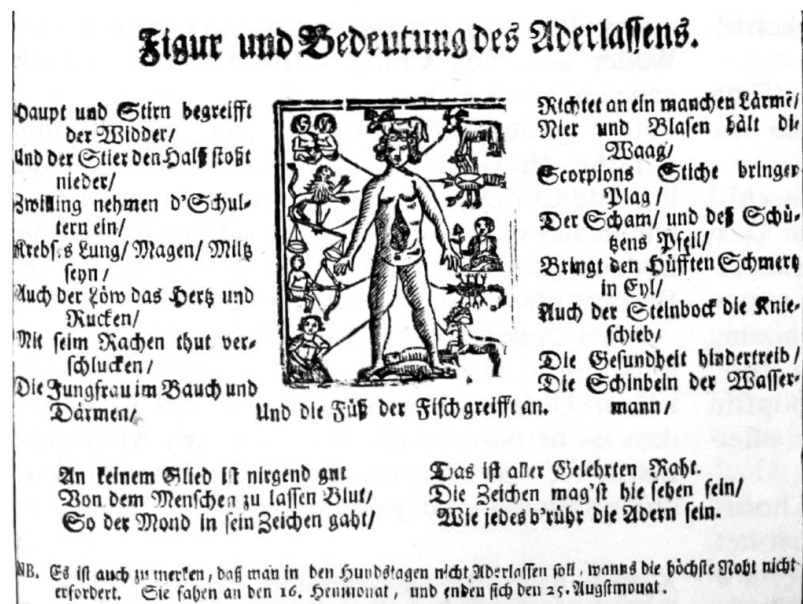 Figur und Bedeutung des Aderlassens.
Haupt und Stirn begreifft
der Widder/
Und der Stier den Halß stoßt
nieder/
Zwilling nehmen d'Schul-
tern ein/
Krebses Lung/ Magen/ Miltz
seyn/
Auch der Löw das Hertz und
Rucken/
Mit seim Rachen thut ver-
schlucken/
Die Jungfrau im Bauch und
Därmen/
Richtet an ein manchen Lärmē/
Nier und Blasen hält die
Waag/
Scorpions Stiche bringer
Plag/
Der Scham/ und deß Schü-
tzens Pfeil/
Bringt den Hüfften Schmertz
in Eyl/
Auch der Steinbock die Knie-
schieb/
Die Gesundheit hindertreib/
Die Schinbein der Wasser-
mann/
Und die Füß der Fisch greifft an.
An keinem Glied ist nirgend gut
Von dem Menschen zu lassen Blut/
So der Mond in sein Zeichen gaht/
Das ist aller Gelehrten Raht.
Die Zeichen mag'st hie sehen fein/
Wie jedes b'rühr die Adern sein.
NB. Es ist auch zu merken, daß man in den Hundstagen nicht Aderlassen soll, wanns die höchste Noht nicht
erfordert. Sie fahen an den 16. Heumonat, und enden sich den 25. Augstmonat.